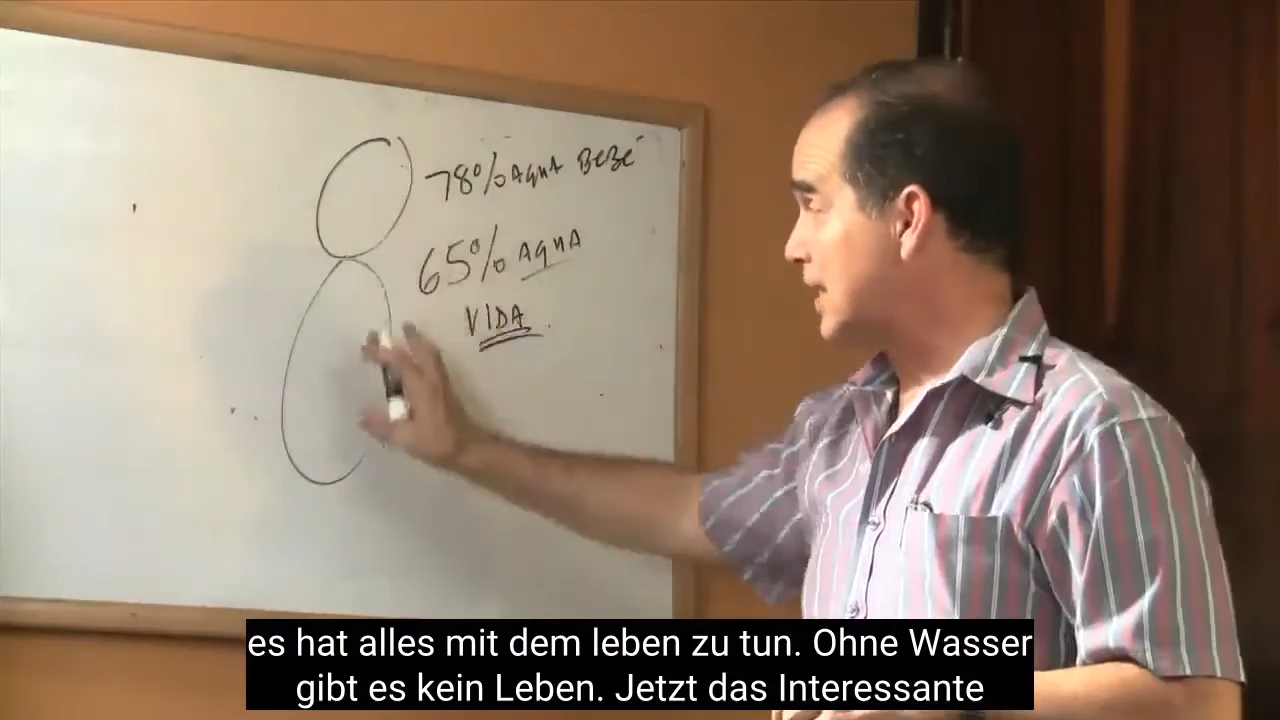 78% AGUA BEBÉ
65% AGUA
VIDA
es hat alles mit dem leben zu tun. Ohne Wasser
gibt es kein Leben. Jetzt das Interessante